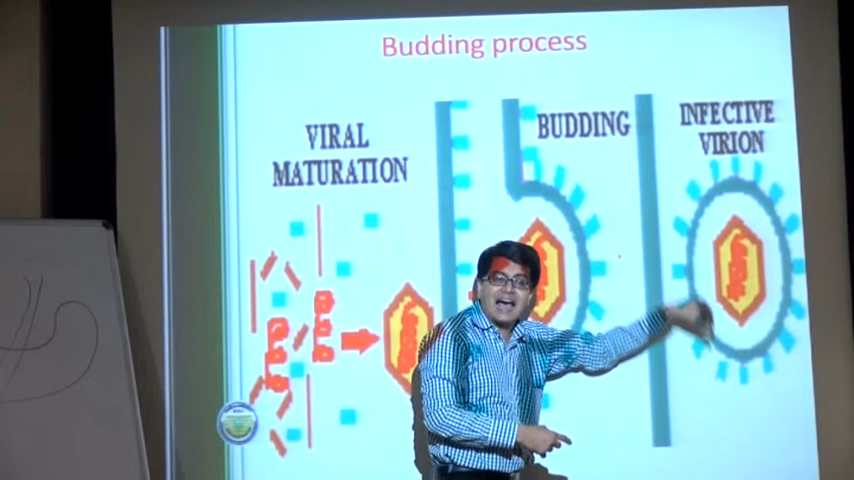 Budding process
VIRAL
MATURATION
BUDDING
INFECTIVE
VIRION